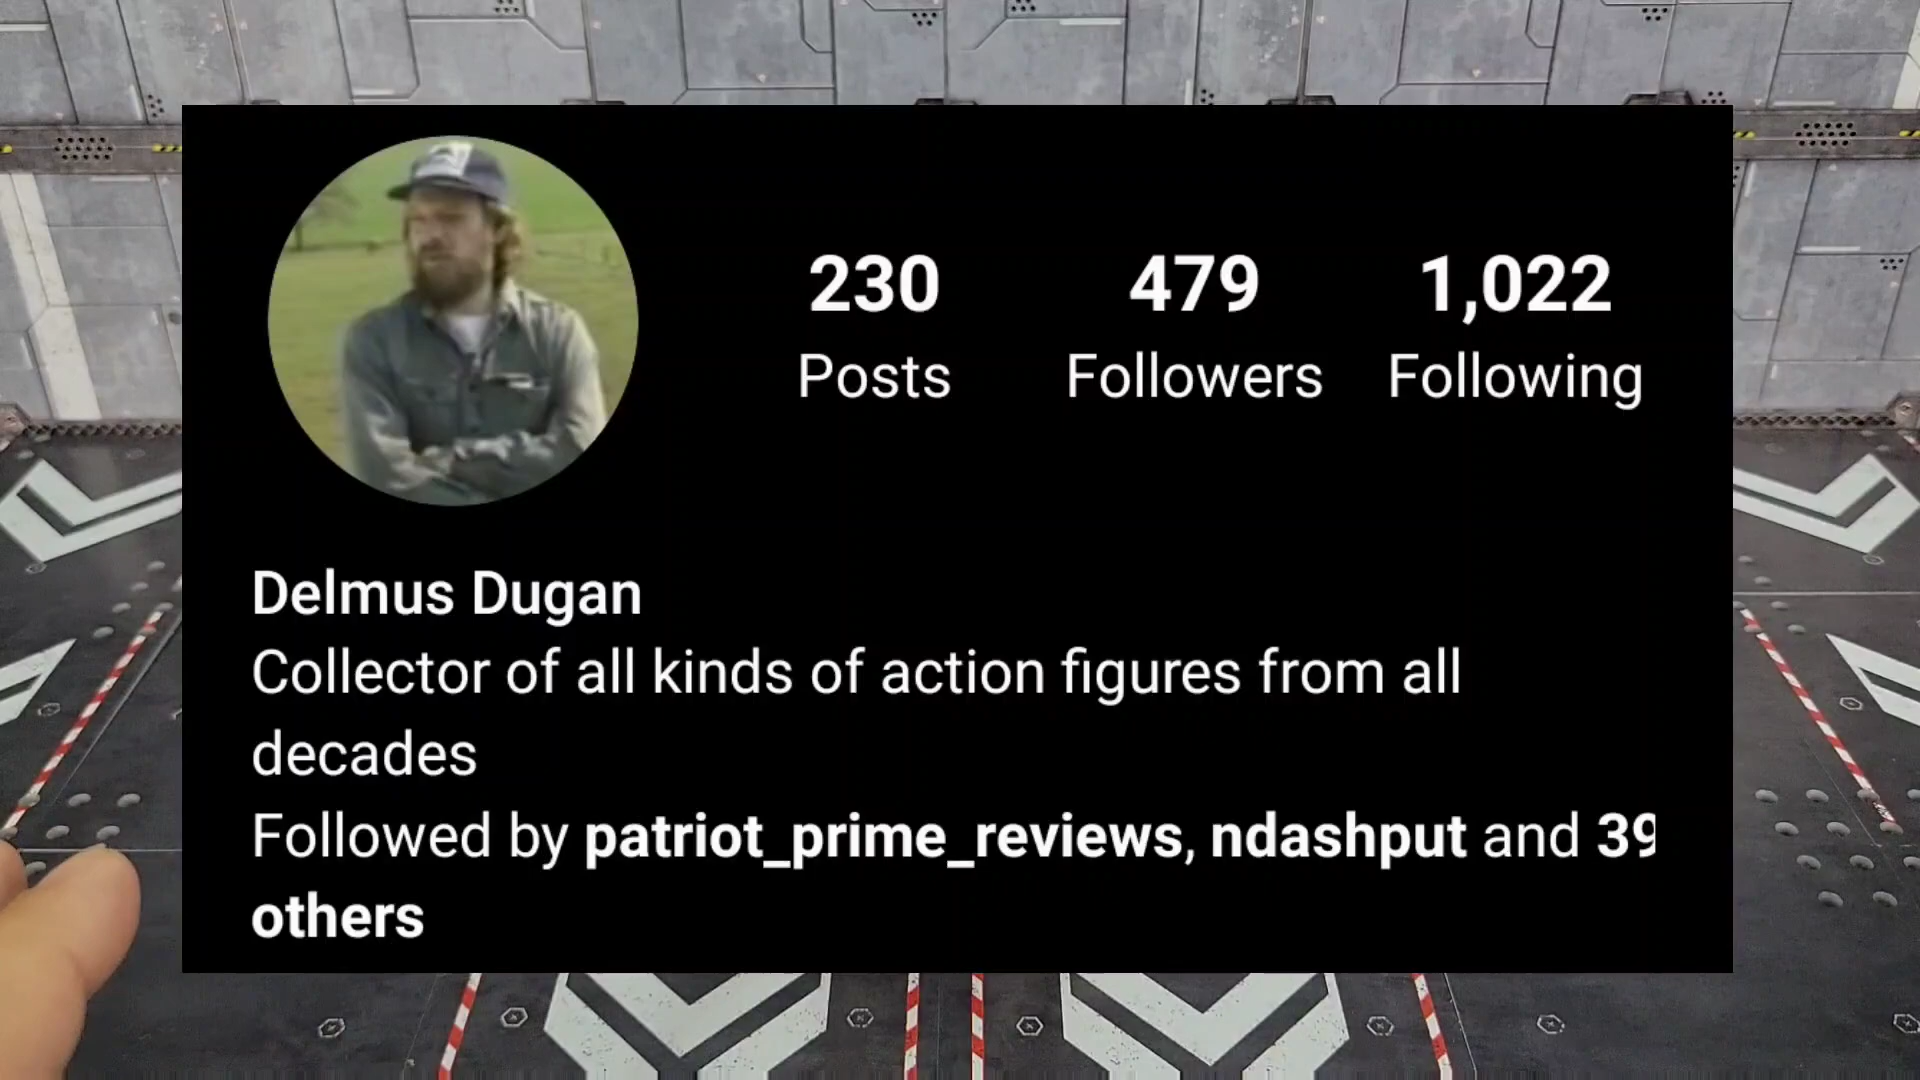 230 479 1,022
Posts Followers Following
Delmus Dugan
Collector of all kinds of action figures from all
decades
Followed by patriot_prime_reviews, ndashput and 39
others